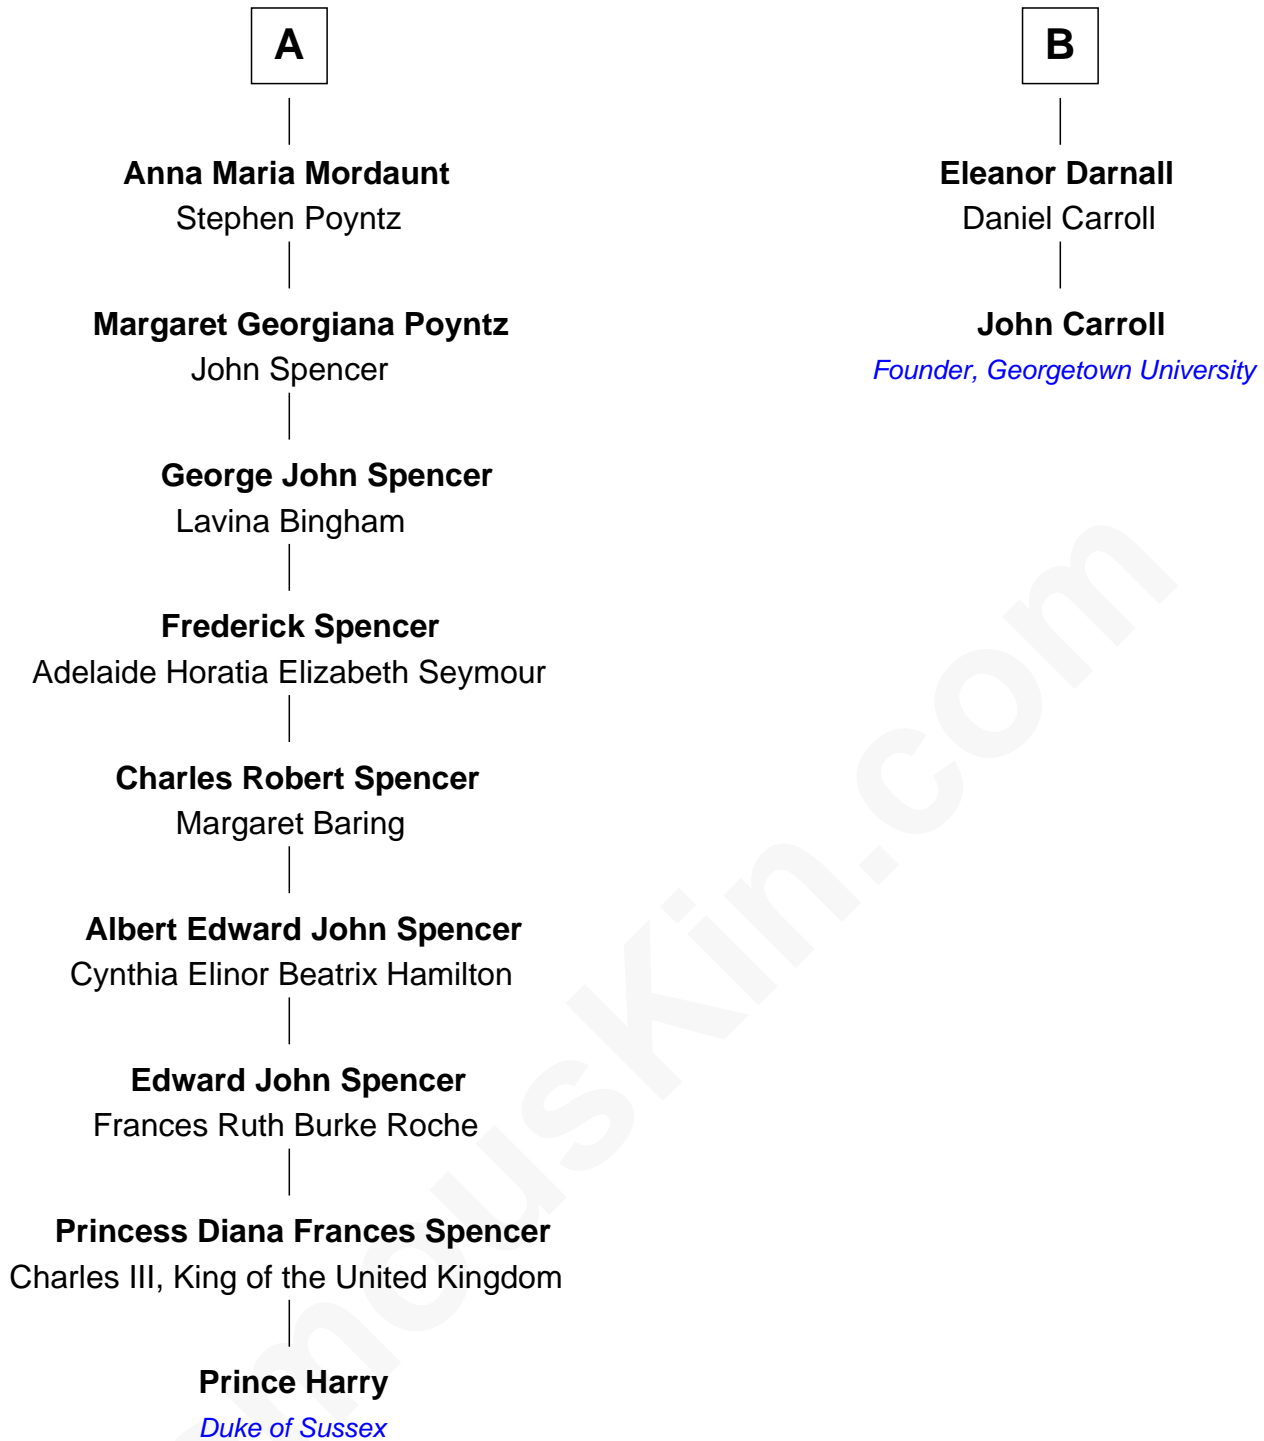 A
Anna Maria Mordaunt
Stephen Poyntz
Margaret Georgiana Poyntz
John Spencer
George John Spencer
Lavina Bingham
Frederick Spencer
Adelaide Horatia Elizabeth Seymour
Charles Robert Spencer
Margaret Baring
Albert Edward John Spencer
Cynthia Elinor Beatrix Hamilton
Edward John Spencer
Frances Ruth Burke Roche
Princess Diana Frances Spencer
Charles III, King of the United Kingdom
Prince Harry
Duke of Sussex
B
Eleanor Darnall
Daniel Carroll
John Carroll
Founder, Georgetown University
mousKin.com